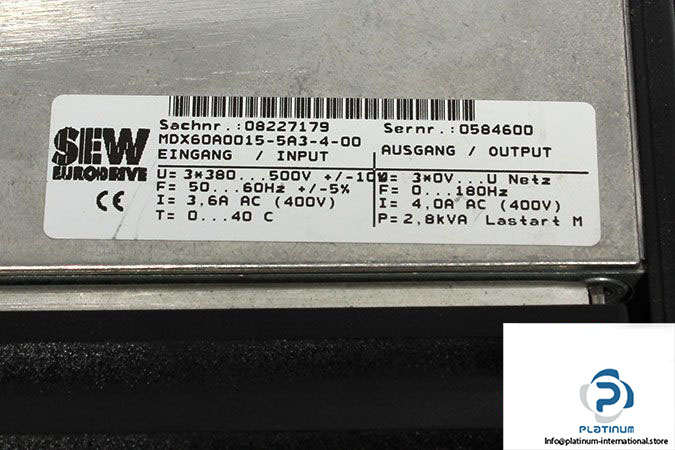 Sachnr.:08227179 Sernr.:0584600
MDX60A0015-5A3-4-00
EINGANG / INPUT AUSGANG / OUTPUT
SEW
EURODRIVE
CE
U= 3*380...500V +/-10% U= 3*0V...U Netz
F= 50...60Hz +/-5% F= 0...180Hz
I= 3,6A AC (400V) I= 4,0A AC (400V)
T= 0...40 C P= 2,8kVA Lastart M
PLATINUM
Info@platinum-international.store